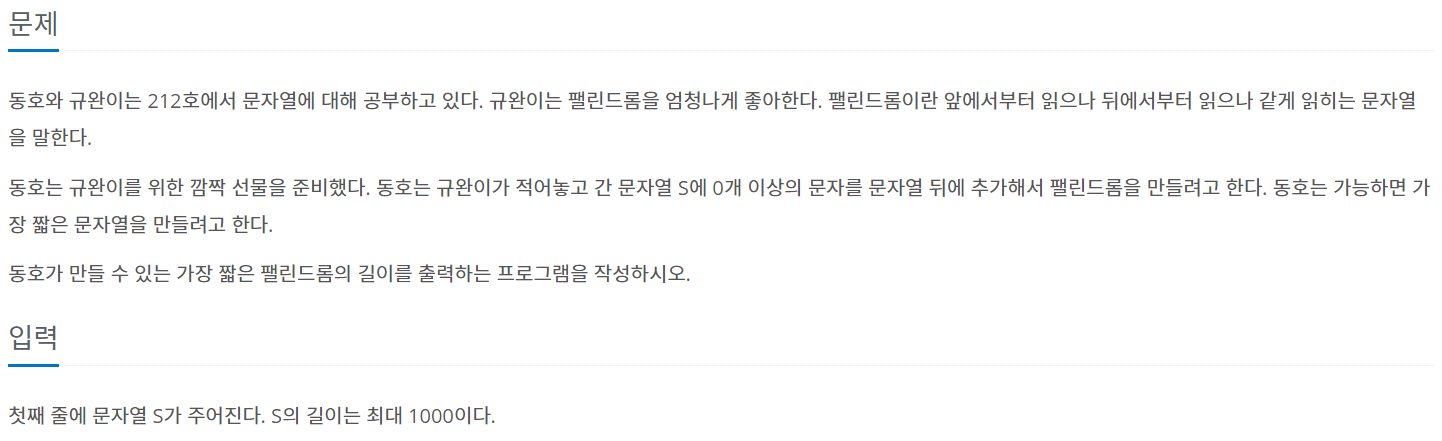 문제
동호와 규완이는 212호에서 문자열에 대해 공부하고 있다. 규완이는 팰린드롬을 엄청나게 좋아한다. 팰린드롬이란 앞에서부터 읽으나 뒤에서부터 읽으나 같게 읽히는 문자열
을 말한다.
동호는 규완이를 위한 깜짝 선물을 준비했다. 동호는 규완이가 적어놓고 간 문자열 S에 0개 이상의 문자를 문자열 뒤에 추가해서 팰린드롬을 만들려고 한다. 동호는 가능하면 가
장 짧은 문자열을 만들려고 한다.
동호가 만들 수 있는 가장 짧은 팰린드롬의 길이를 출력하는 프로그램을 작성하시오.
입력
첫째 줄에 문자열 S가 주어진다. S의 길이는 최대 1000이다.